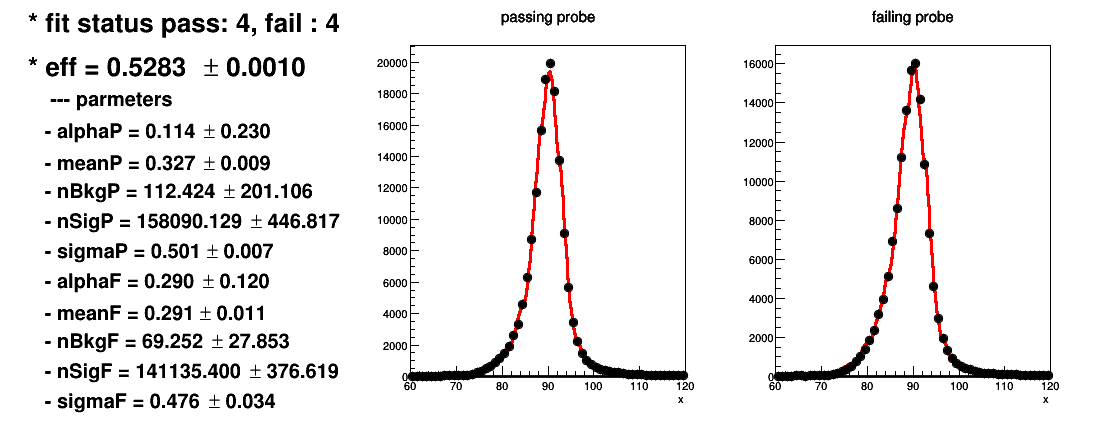 * fit status pass: 4, fail : 4
* eff = 0.5283 ± 0.0010
--- parmeters
- alphaP = 0.114 ± 0.230
- meanP = 0.327 ± 0.009
- nBkgP = 112.424 ± 201.106
- nSigP = 158090.129 ± 446.817
- sigmaP = 0.501 ± 0.007
- alphaF = 0.290 ± 0.120
- meanF = 0.291 ± 0.011
- nBkgF = 69.252 ± 27.853
- nSigF = 141135.400 ± 376.619
- sigmaF = 0.476 ± 0.034
passing probe
20000
18000
16000
14000
12000
10000
8000
6000
4000
2000
0
60 70 80 90 100 110 120
x
failing probe
16000
14000
12000
10000
8000
6000
4000
2000
0
60 70 80 90 100 110 120
x